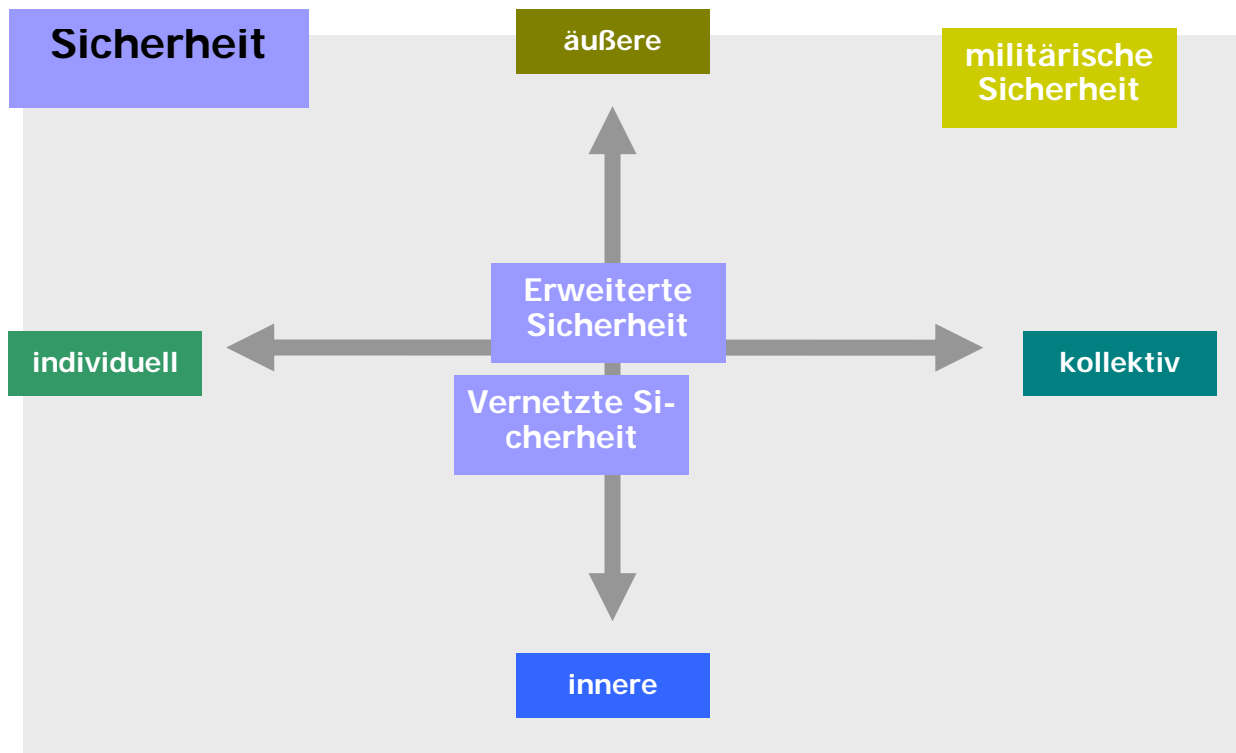 Sicherheit
äußere
militärische
Sicherheit
Erweiterte
Sicherheit
individuell
kollektiv
Vernetzte Si-
cherheit
innere